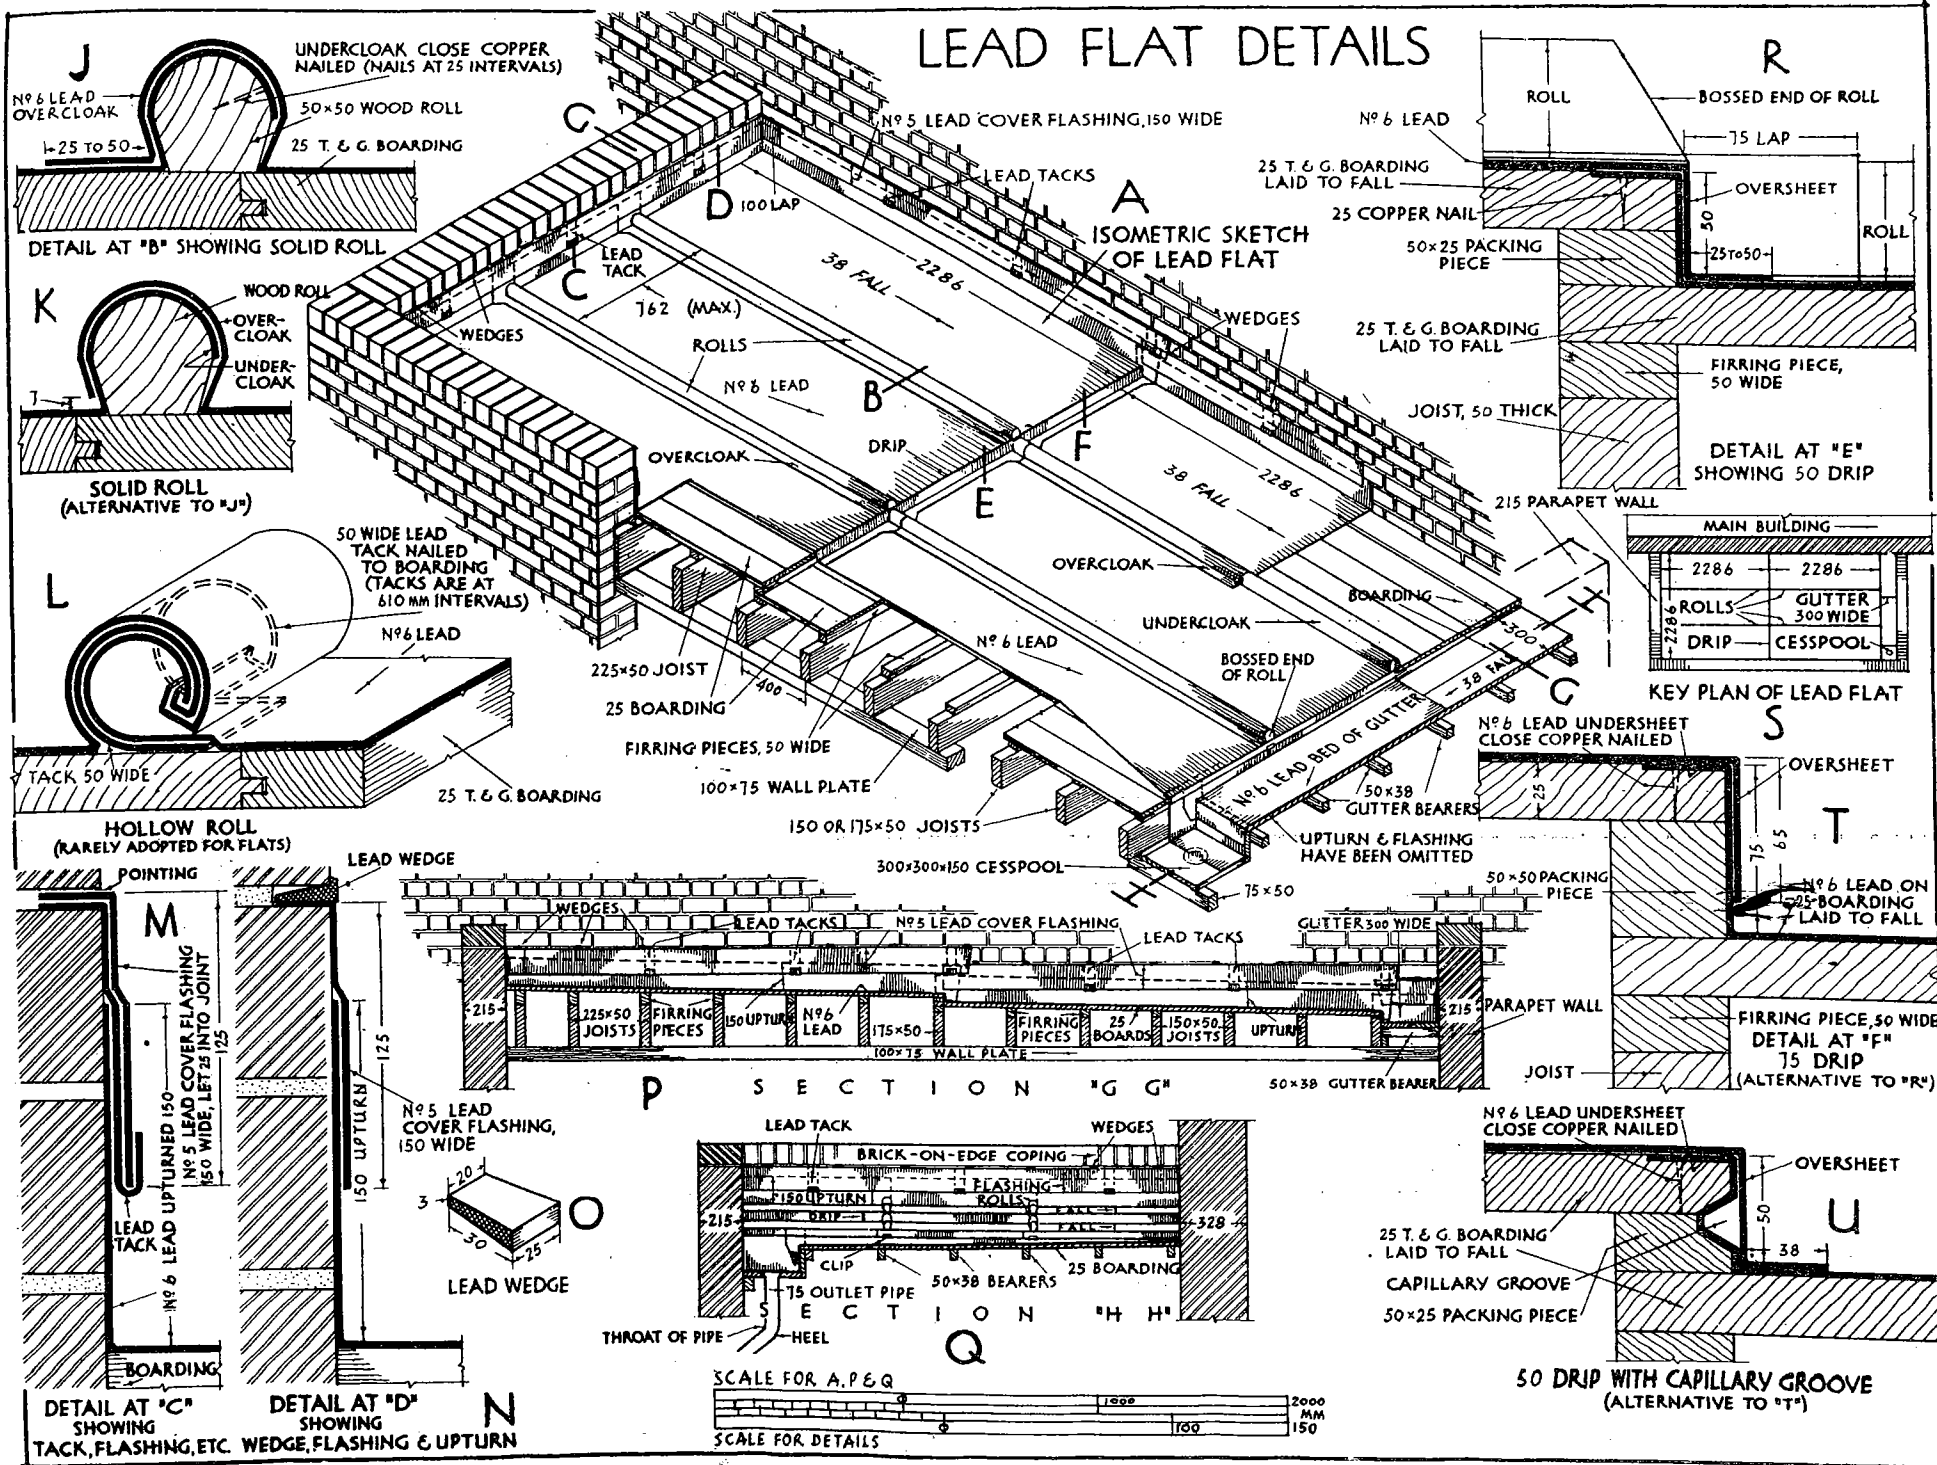 LEAD FLAT DETAILS
J
UNDERCLOAK CLOSE COPPER
NAILED (NAILS AT 25 INTERVALS)
Nº 6 LEAD
OVERCLOAK
50×50 WOOD ROLL
25 TO 50
25 T. & G. BOARDING
DETAIL AT "B" SHOWING SOLID ROLL
K
WOOD ROLL
OVER-
CLOAK
UNDER-
CLOAK
7
SOLID ROLL
(ALTERNATIVE TO "J")
L
50 WIDE LEAD
TACK NAILED
TO BOARDING
(TACKS ARE AT
610 MM INTERVALS)
Nº 6 LEAD
TACK 50 WIDE
25 T. & G. BOARDING
HOLLOW ROLL
(RARELY ADOPTED FOR FLATS)
G
Nº 5 LEAD COVER FLASHING, 150 WIDE
D
100 LAP
LEAD TACKS
A
ISOMETRIC SKETCH
OF LEAD FLAT
LEAD
TACK
C
38 FALL
2286
762 (MAX.)
WEDGES
WEDGES
ROLLS
Nº 6 LEAD
B
DRIP
F
E
OVERCLOAK
38 FALL
2286
OVERCLOAK
BOARDING
H
300
UNDERCLOAK
Nº 6 LEAD
BOSSED END
OF ROLL
38 FALL
G
225×50 JOIST
400
25 BOARDING
FIRRING PIECES, 50 WIDE
100×75 WALL PLATE
Nº 6 LEAD BED OF GUTTER
50×38
GUTTER BEARERS
150 OR 175×50 JOISTS
UPTURN & FLASHING
HAVE BEEN OMITTED
300×300×150 CESSPOOL
H
75×50
R
ROLL
BOSSED END OF ROLL
Nº 6 LEAD
75 LAP
25 T. & G. BOARDING
LAID TO FALL
OVERSHEET
25 COPPER NAIL
50
50×25 PACKING
PIECE
25 TO 50
ROLL
25 T. & G. BOARDING
LAID TO FALL
FIRRING PIECE,
50 WIDE
JOIST, 50 THICK
DETAIL AT "E"
SHOWING 50 DRIP
215 PARAPET WALL
MAIN BUILDING
2286
2286
2286
ROLLS
GUTTER
300 WIDE
DRIP
CESSPOOL
KEY PLAN OF LEAD FLAT
S
Nº 6 LEAD UNDERSHEET
CLOSE COPPER NAILED
OVERSHEET
25
T
75
65
50×50 PACKING
PIECE
Nº 6 LEAD ON
25 BOARDING
LAID TO FALL
FIRRING PIECE, 50 WIDE
DETAIL AT "F"
75 DRIP
(ALTERNATIVE TO "R")
JOIST
Nº 6 LEAD UNDERSHEET
CLOSE COPPER NAILED
OVERSHEET
50
U
25 T. & G. BOARDING
LAID TO FALL
38
CAPILLARY GROOVE
50×25 PACKING PIECE
50 DRIP WITH CAPILLARY GROOVE
(ALTERNATIVE TO "T")
POINTING
M
Nº 5 LEAD COVER FLASHING
150 WIDE, LET 25 INTO JOINT
125
Nº 6 LEAD UPTURNED 150
LEAD
TACK
BOARDING
DETAIL AT "C"
SHOWING
TACK, FLASHING, ETC.
LEAD WEDGE
125
150 UPTURN
Nº 5 LEAD
COVER FLASHING,
150 WIDE
DETAIL AT "D"
SHOWING
WEDGE, FLASHING & UPTURN
N
20
3
30
25
O
LEAD WEDGE
WEDGES
LEAD TACKS
Nº 5 LEAD COVER FLASHING
LEAD TACKS
GUTTER 300 WIDE
215
225×50
JOISTS
FIRRING
PIECES
150 UPTURN
Nº 6
LEAD
175×50
FIRRING
PIECES
25
BOARDS
150×50
JOISTS
UPTURN
215
PARAPET WALL
100×75 WALL PLATE
50×38 GUTTER BEARER
P
SECTION "G G"
LEAD TACK
WEDGES
BRICK-ON-EDGE COPING
150 UPTURN
FLASHING
ROLLS
215
DRIP
FALL
FALL
328
CLIP
50×38 BEARERS
25 BOARDING
75 OUTLET PIPE
SECTION "H H"
THROAT OF PIPE
HEEL
Q
SCALE FOR A, P & Q
1000
2000
MM
100
150
SCALE FOR DETAILS